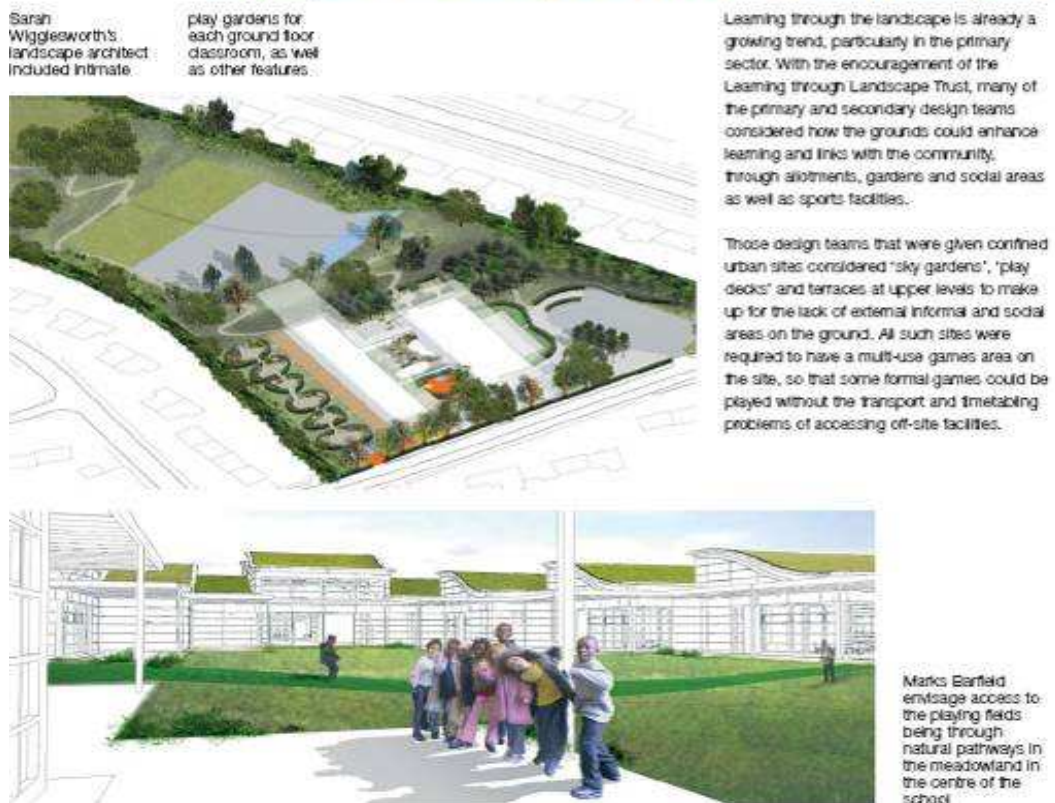 Sarah
Wigglesworth's
landscape architect
included intimate
play gardens for
each ground floor
classroom, as well
as other features
Learning through the landscape is already a
growing trend, particularly in the primary
sector. With the encouragement of the
Learning through Landscape Trust, many of
the primary and secondary design teams
considered how the grounds could enhance
learning and links with the community,
through allotments, gardens and social areas
as well as sports facilities.
Those design teams that were given confined
urban sites considered 'sky gardens', 'play
decks' and terraces at upper levels to make
up for the lack of external informal and social
areas on the ground. All such sites were
required to have a multi-use games area on
the site, so that some formal games could be
played without the transport and timetabling
problems of accessing off-site facilities.
Marks Barfield
envisage access to
the playing fields
being through
natural pathways in
the meadowland in
the centre of the
school